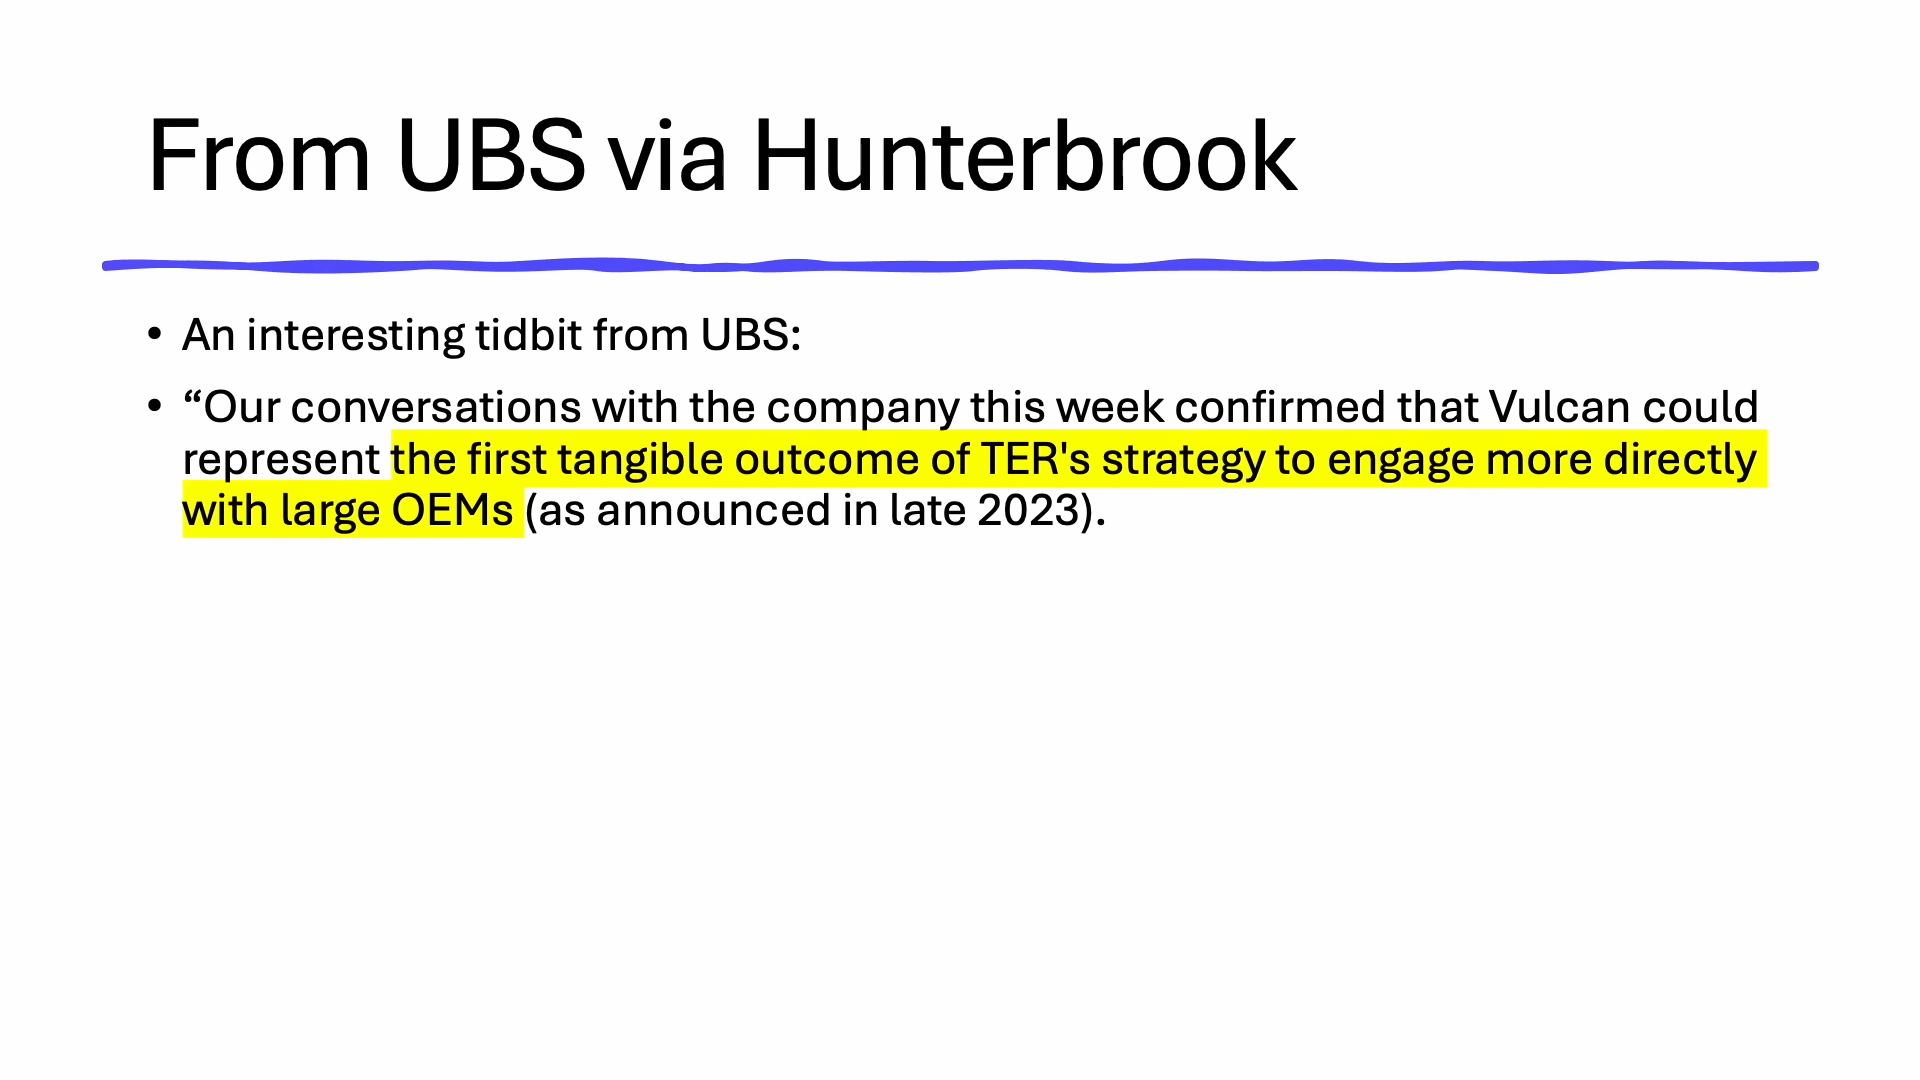 From UBS via Hunterbrook
• An interesting tidbit from UBS:
• “Our conversations with the company this week confirmed that Vulcan could
represent the first tangible outcome of TER's strategy to engage more directly
with large OEMs (as announced in late 2023).